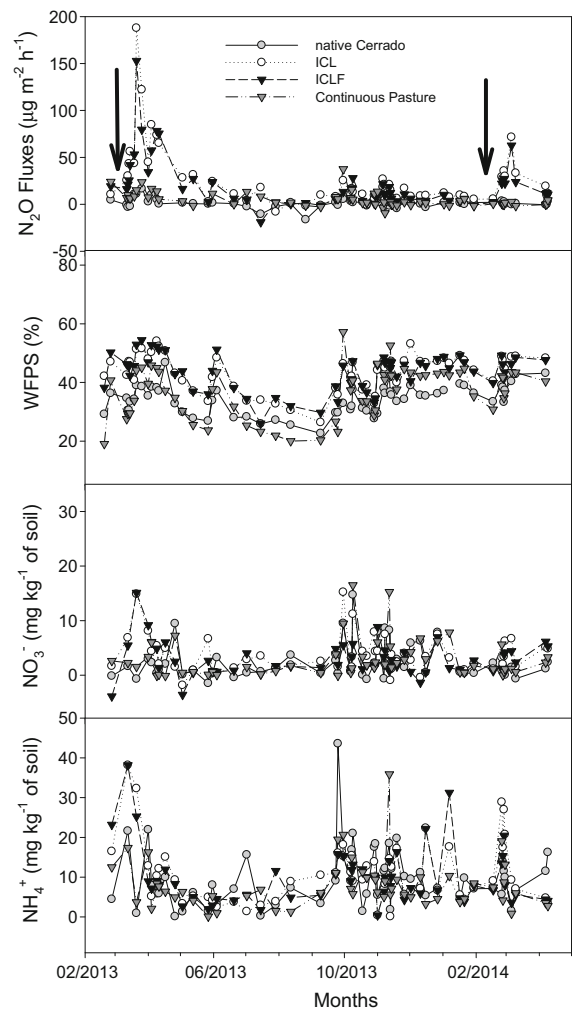 200
150
100
50
0
-50
N₂O Fluxes (µg m⁻² h⁻¹)
native Cerrado
ICL
ICLF
Continuous Pasture
80
60
40
20
WFPS (%)
30
20
10
0
NO₃⁻ (mg kg⁻¹ of soil)
50
40
30
20
10
0
NH₄⁺ (mg kg⁻¹ of soil)
02/2013 06/2013 10/2013 02/2014
Months